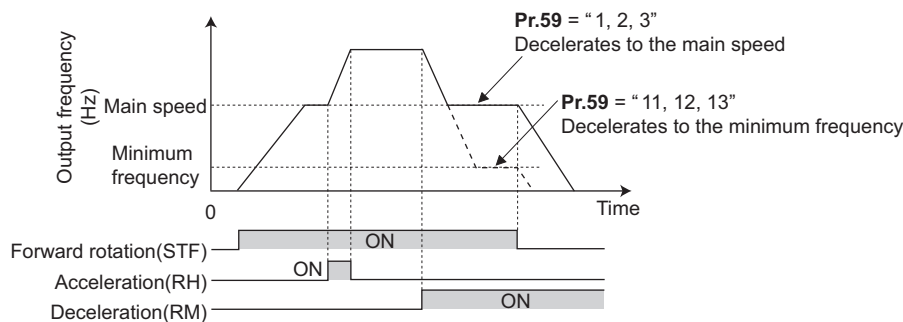 Pr.59 = “ 1, 2, 3”
Decelerates to the main speed
Output frequency
(Hz)
Main speed
Pr.59 = “ 11, 12, 13”
Decelerates to the minimum frequency
Minimum
frequency
0
Time
Forward rotation(STF)
ON
Acceleration(RH)
ON
Deceleration(RM)
ON